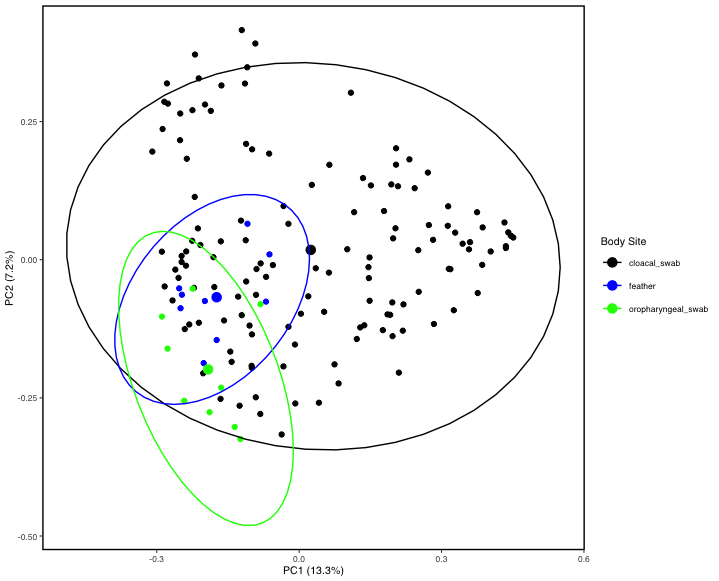 0.25
0.00
-0.25
-0.50
PC2 (7.2%)
-0.3
0.0
0.3
0.6
PC1 (13.3%)
Body Site
cloacal_swab
feather
oropharyngeal_swab